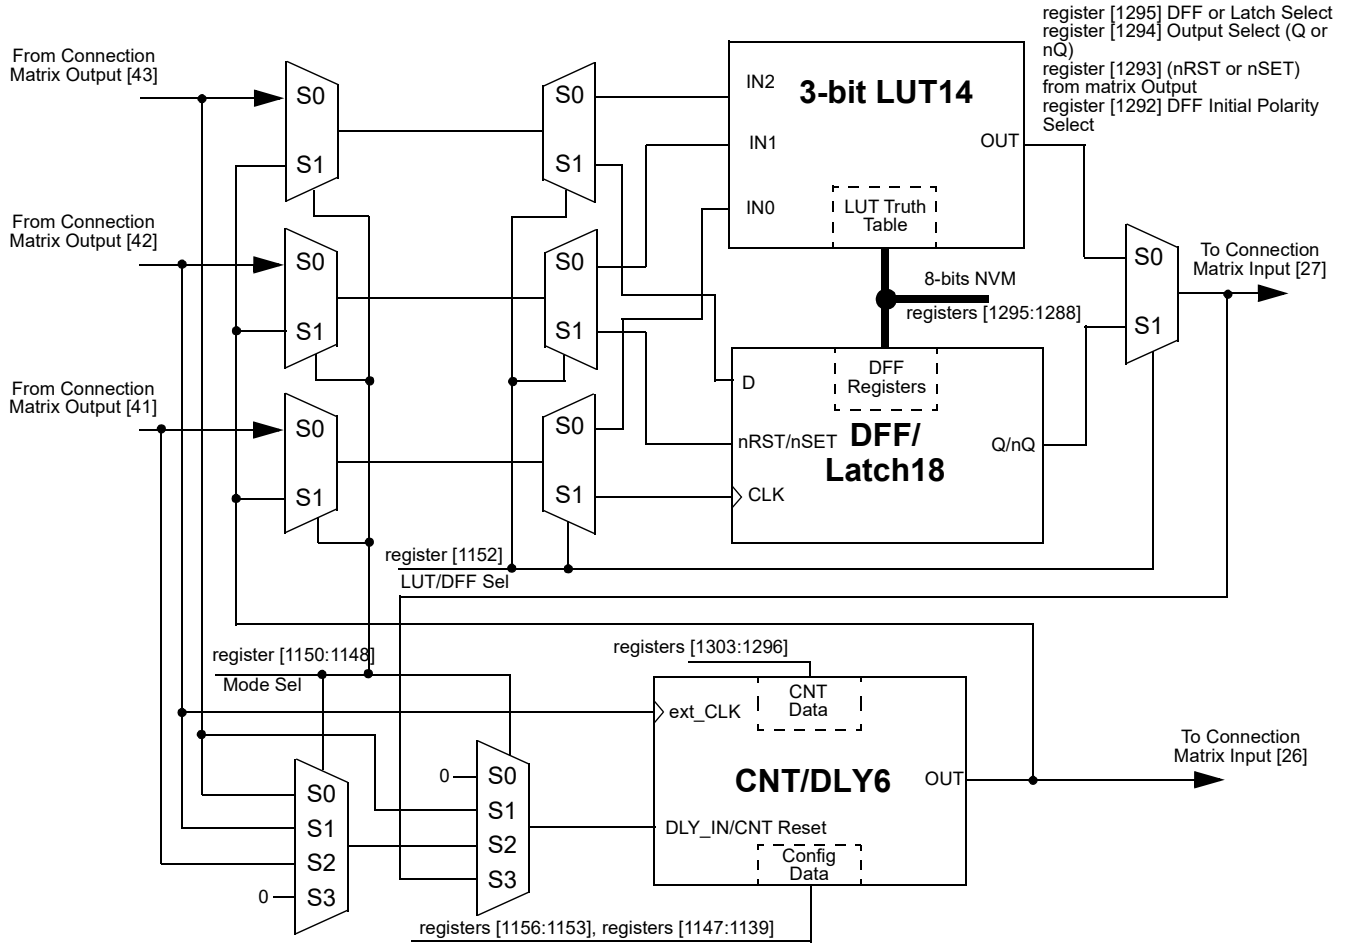 register [1295] DFF or Latch Select
register [1294] Output Select (Q or
nQ)
register [1293] (nRST or nSET)
from matrix Output
register [1292] DFF Initial Polarity
Select
From Connection
Matrix Output [43]
S0
S1
S0
S1
IN2
3-bit LUT14
IN1
OUT
IN0
LUT Truth
Table
From Connection
Matrix Output [42]
S0
S1
S0
S1
8-bits NVM
registers [1295:1288]
S0
S1
To Connection
Matrix Input [27]
From Connection
Matrix Output [41]
S0
S1
S0
S1
D
DFF
Registers
nRST/nSET
DFF/
Latch18
Q/nQ
CLK
register [1152]
LUT/DFF Sel
register [1150:1148]
Mode Sel
registers [1303:1296]
ext_CLK
CNT
Data
To Connection
Matrix Input [26]
0
S0
S1
S2
S3
S0
S1
S2
0
S3
CNT/DLY6
OUT
DLY_IN/CNT Reset
Config
Data
registers [1156:1153], registers [1147:1139]